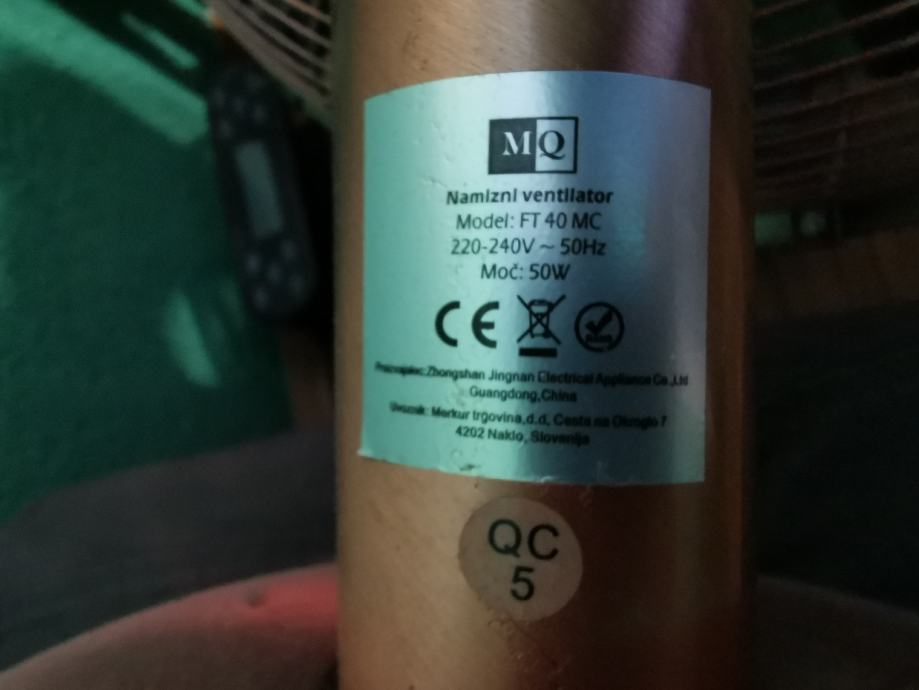 MQ
Namizni ventilator
Model: FT 40 MC
220-240V ~ 50Hz
Moč: 50W
CE
Proizvajalec: Zhongshan Jingnan Electrical Appliance Co.,Ltd
Guangdong,China
Uvoznik: Merkur trgovina,d.d, Cesta na Okroglo 7
4202 Naklo, Slovenija
QC
5